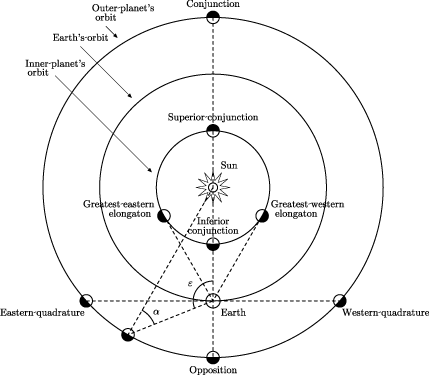 Conjunction
Outer-planet's
orbit
Earth's-orbit
Inner-planet's
orbit
Superior-conjunction
Sun
Greatest-eastern
elongaton
Greatest-western
elongaton
Inferior
conjunction
ε
α
Eastern-quadrature
Earth
Western-quadrature
Opposition